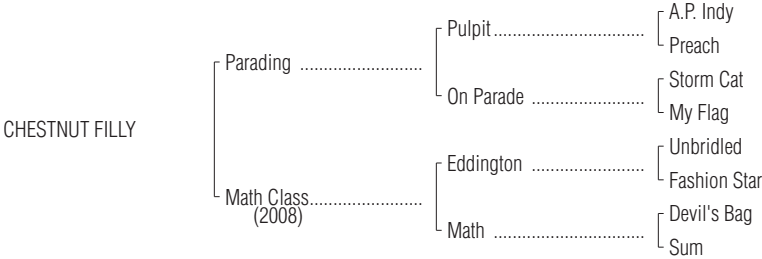 A.P. Indy
Pulpit..............................
Preach
Parading ..........................
Storm Cat
On Parade ........................
My Flag
CHESTNUT FILLY
Unbridled
Eddington ........................
Fashion Star
Math Class........................
(2008)
Devil's Bag
Math ................................
Sum